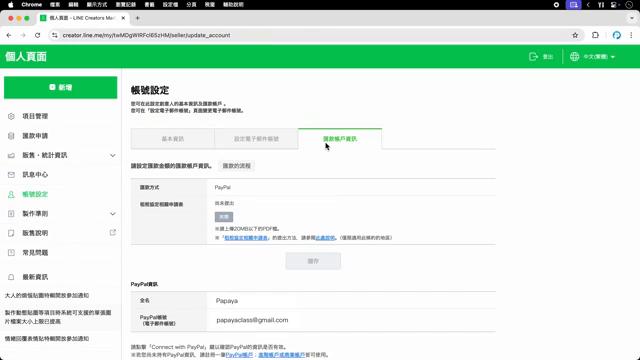 Chrome 檔案 編輯 顯示方式 瀏覽記錄 書籤 設定檔 分頁 視窗 輔助說明
個人頁面 – LINE Creators Mar
creator.line.me/my/twMDgWiRFcl65zHM/seller/update_account
個人頁面
登出
中文(繁體)
新增
項目管理
匯款申請
販售・統計資訊
訊息中心
帳號設定
製作準則
販售說明
常見問題
最新資訊
大人的煩惱貼圖特輯開放參加通知
製作動態貼圖等項目時系統可支援的單張圖
片檔案大小上限已提高
情緒回覆表情貼特輯開放參加通知
帳號設定
您可在此設定創意人的基本資訊及匯款帳戶。
您可在「設定電子郵件帳號」頁面變更電子郵件帳號。
基本資訊
設定電子郵件帳號
匯款帳戶資訊
請設定匯款金額的匯款帳戶資訊。
匯款的流程
匯款方式
PayPal
租稅協定相關申請表
尚未提出
※請上傳20MB以下的PDF檔。
※「租稅協定相關申請表」的提出方法，請參閱此處說明。(僅限適用此條約的地區)
儲存
PayPal資訊
全名
Papaya
PayPal帳號
(電子郵件帳號)
papayaclass@gmail.com
請點擊「Connect with PayPal」鍵以確認PayPal的資訊是否有效。
※若您尚未持有PayPal資訊，請註冊一筆PayPal帳戶；進階帳戶或商業帳戶皆可使用。